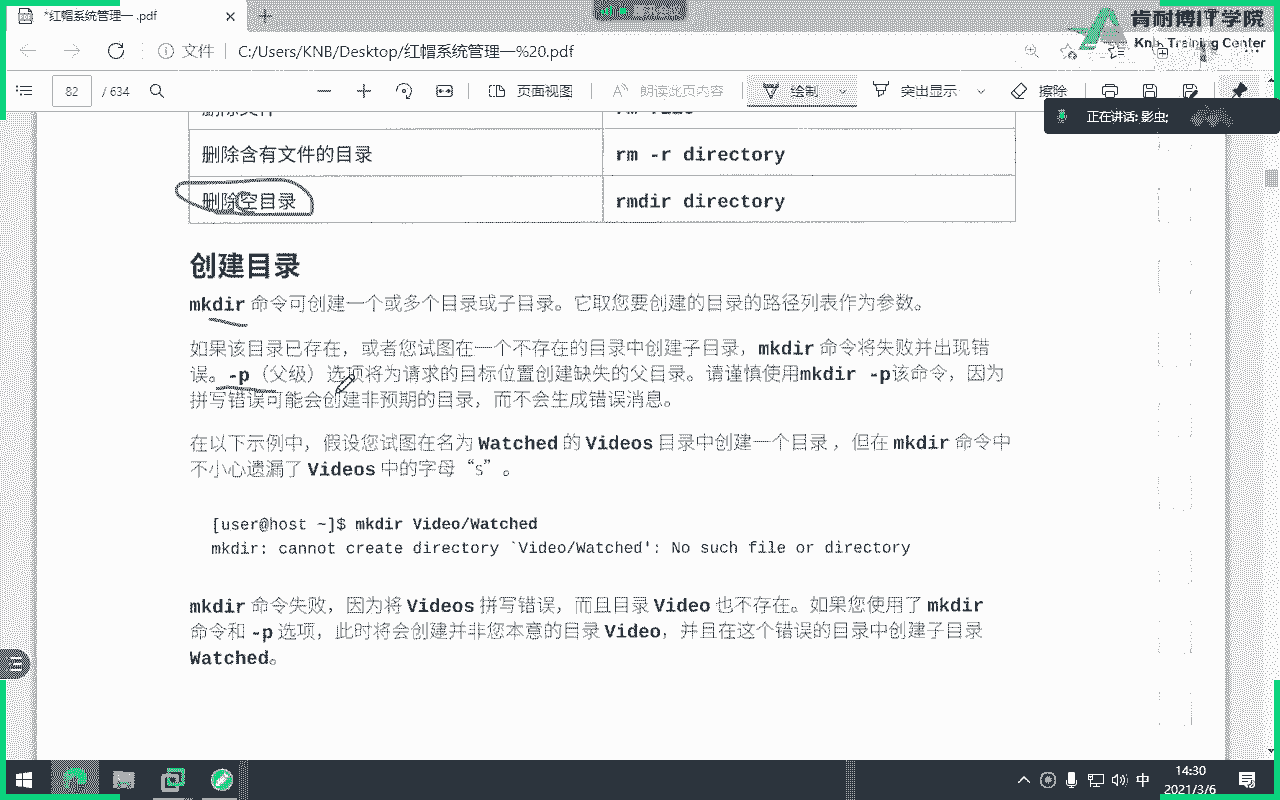 *红帽系统管理一 .pdf
肯耐博IT学院
文件
C:/Users/KNB/Desktop/红帽系统管理一%20.pdf
Knb Training Center
82 / 634
页面视图
朗读此页内容
绘制
突出显示
擦除
正在讲话: 影虫;
删除含有文件的目录
rm -r directory
删除空目录
rmdir directory
创建目录
mkdir 命令可创建一个或多个目录或子目录。它取您要创建的目录的路径列表作为参数。
如果该目录已存在，或者您试图在一个不存在的目录中创建子目录，mkdir 命令将失败并出现错
误。-p（父级）选项将为请求的目标位置创建缺失的父目录。请谨慎使用mkdir -p该命令，因为
拼写错误可能会创建非预期的目录，而不会生成错误消息。
在以下示例中，假设您试图在名为 Watched 的 Videos 目录中创建一个目录 ，但在 mkdir 命令中
不小心遗漏了 Videos 中的字母“s” 。
[user@host ~]$ mkdir Video/Watched
mkdir: cannot create directory `Video/Watched': No such file or directory
mkdir 命令失败，因为将 Videos 拼写错误，而且目录 Video 也不存在。如果您使用了 mkdir
命令和 -p 选项，此时将会创建并非您本意的目录 Video，并且在这个错误的目录中创建子目录
Watched。
中
14:30
2021/3/6